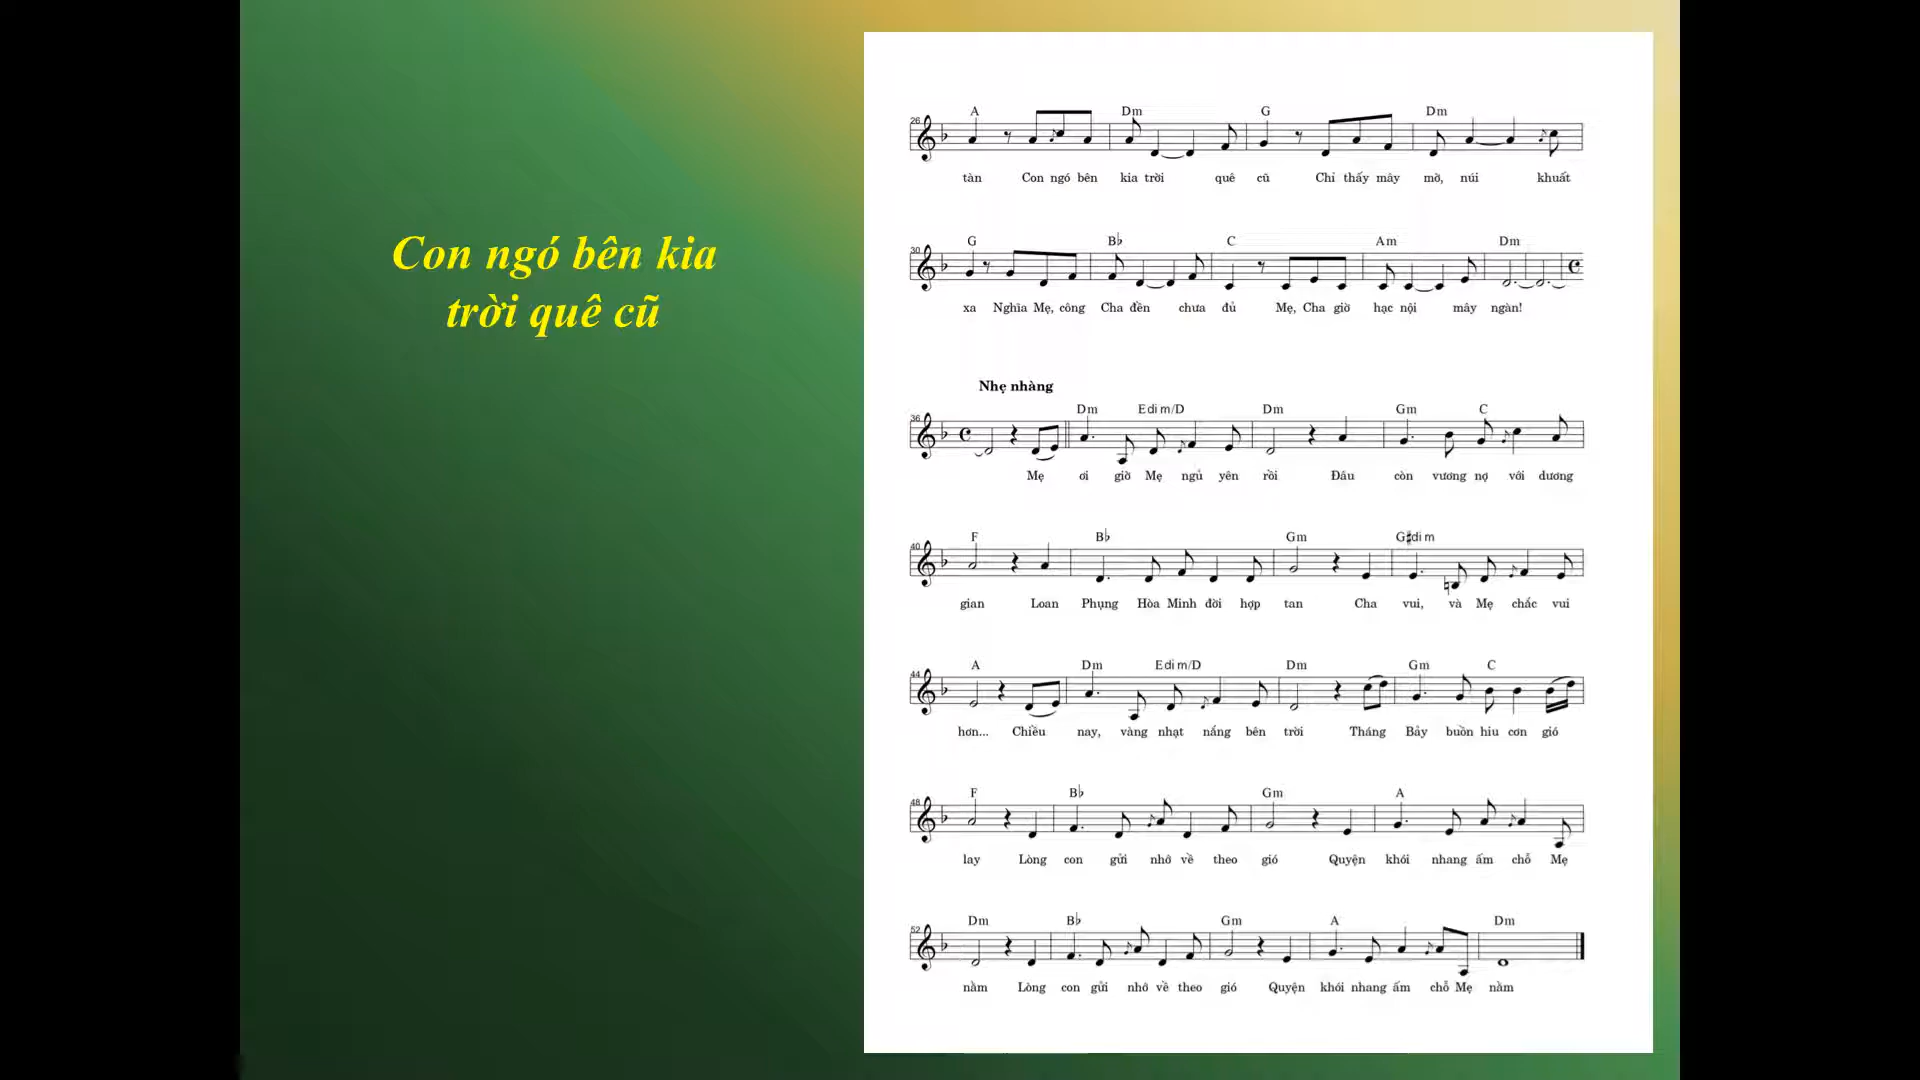 Con ngó bên kia
trời quê cũ
A Dm G Dm
26
tàn Con ngó bên kia trời quê cũ Chỉ thấy mây mờ, núi khuất
G B♭ C Am Dm
30
xa Nghĩa Mẹ, công Cha đền chưa đủ Mẹ, Cha giờ hạc nội mây ngàn!
Nhẹ nhàng
Dm Edim/D Dm Gm C
36
Mẹ ơi giờ Mẹ ngủ yên rồi Đâu còn vương nợ với dương
F B♭ Gm G♯dim
40
gian Loan Phụng Hòa Minh đời hợp tan Cha vui, và Mẹ chắc vui
A Dm Edim/D Dm Gm C
44
hơn... Chiều nay, vàng nhạt nắng bên trời Tháng Bảy buồn hiu cơn gió
F B♭ Gm A
48
lay Lòng con gửi nhớ về theo gió Quyện khói nhang ấm chỗ Mẹ
Dm B♭ Gm A Dm
52
nằm Lòng con gửi nhớ về theo gió Quyện khói nhang ấm chỗ Mẹ nằm